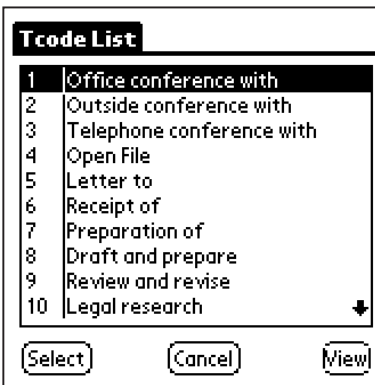 Tcode List
1 Office conference with
2 Outside conference with
3 Telephone conference with
4 Open File
5 Letter to
6 Receipt of
7 Preparation of
8 Draft and prepare
9 Review and revise
10 Legal research
Select Cancel View